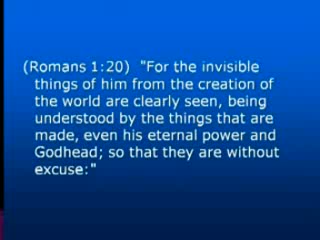 (Romans 1:20)  "For the invisible
things of him from the creation of
the world are clearly seen, being
understood by the things that are
made, even his eternal power and
Godhead; so that they are without
excuse:"